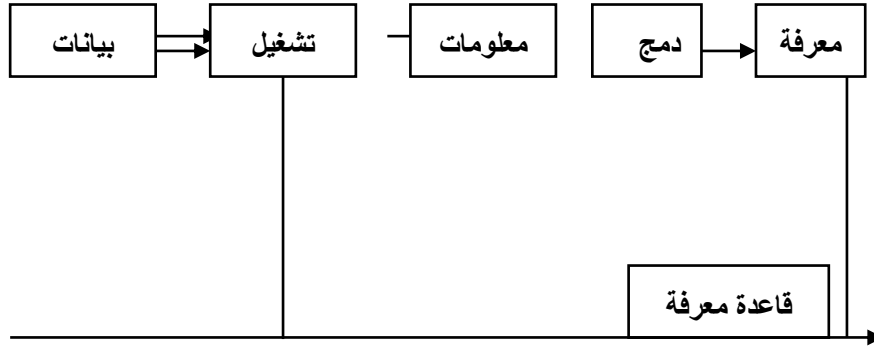 بيانات
تشغيل
معلومات
دمج
معرفة
قاعدة معرفة